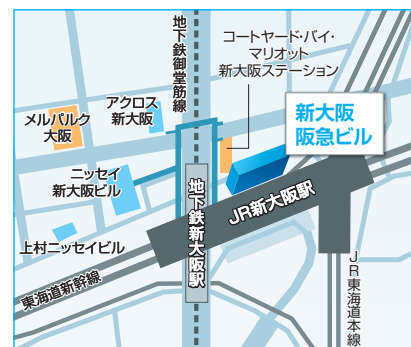 地下鉄御堂筋線
コートヤード・バイ・
マリオット
新大阪ステーション
アクロス
新大阪
メルパルク
大阪
新大阪
阪急ビル
ニッセイ
新大阪ビル
地下鉄新大阪駅
JR新大阪駅
上村ニッセイビル
東海道新幹線
JR東海道本線